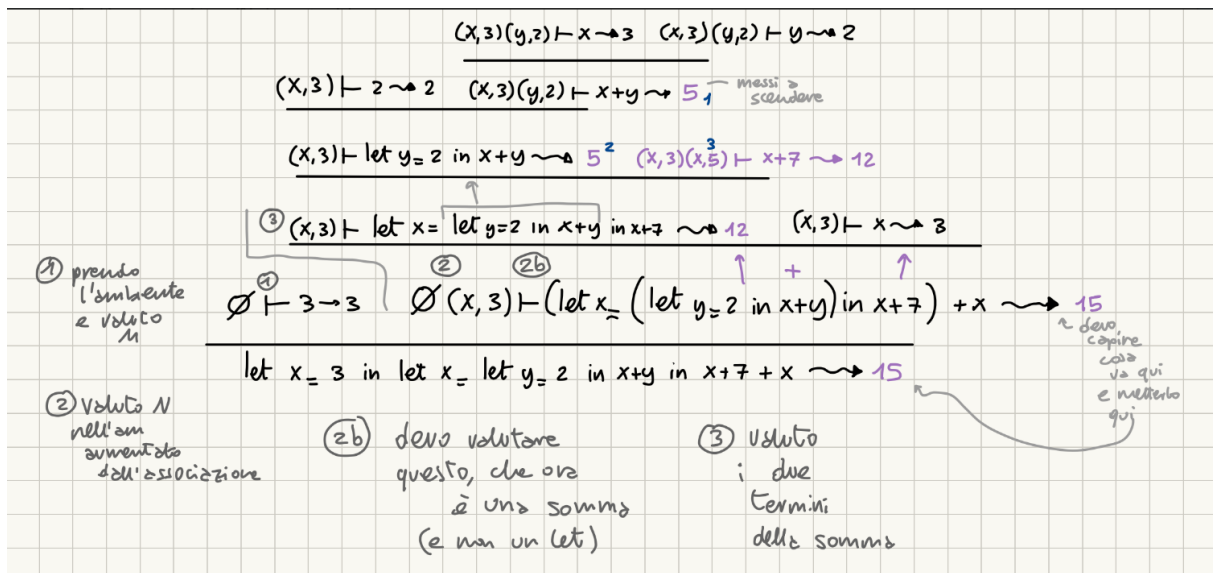 (x,3)(y,2) ⊢ x ⇝ 3 (x,3)(y,2) ⊢ y ⇝ 2
(x,3) ⊢ 2 ⇝ 2 (x,3)(y,2) ⊢ x+y ⇝ 5 1 messi a
scendere
(x,3) ⊢ let y= 2 in x+y ⇝ 5 2 (x,3)(x,5) 3 ⊢ x+7 ⇝ 12
3 (x,3) ⊢ let x= let y=2 in x+y in x+7 ⇝ 12 (x,3) ⊢ x ⇝ 3
1 2 2b +
∅ ⊢ 3 → 3 ∅ (x,3) ⊢ (let x= (let y=2 in x+y) in x+7) + x ⇝ 15
let x= 3 in let x= let y= 2 in x+y in x+7 + x ⇝ 15
1 prendo
l'ambiente
e valuto
M
devo
capire
cosa
va qui
e metterlo
qui
2 valuto N
nell'am
aumentato
dall'associazione
2b devo valutare
questo, che ora
è una somma
(e non un let)
3 valuto
i due
termini
della somma